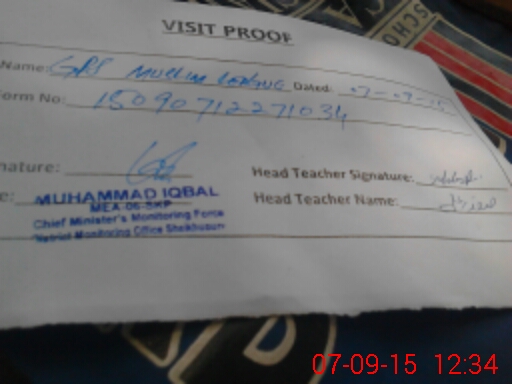 VISIT PROOF
Name: GPS Muslim Dated: 07-09-15
Form No: 150907122271034
nature: Head Teacher Signature:
e: Head Teacher Name:
MUHAMMAD IQBAL
MEA-06-SKP
Chief Minister's Monitoring Force
District Monitoring Office Sheikhupura
SCHO
07-09-15 12:34